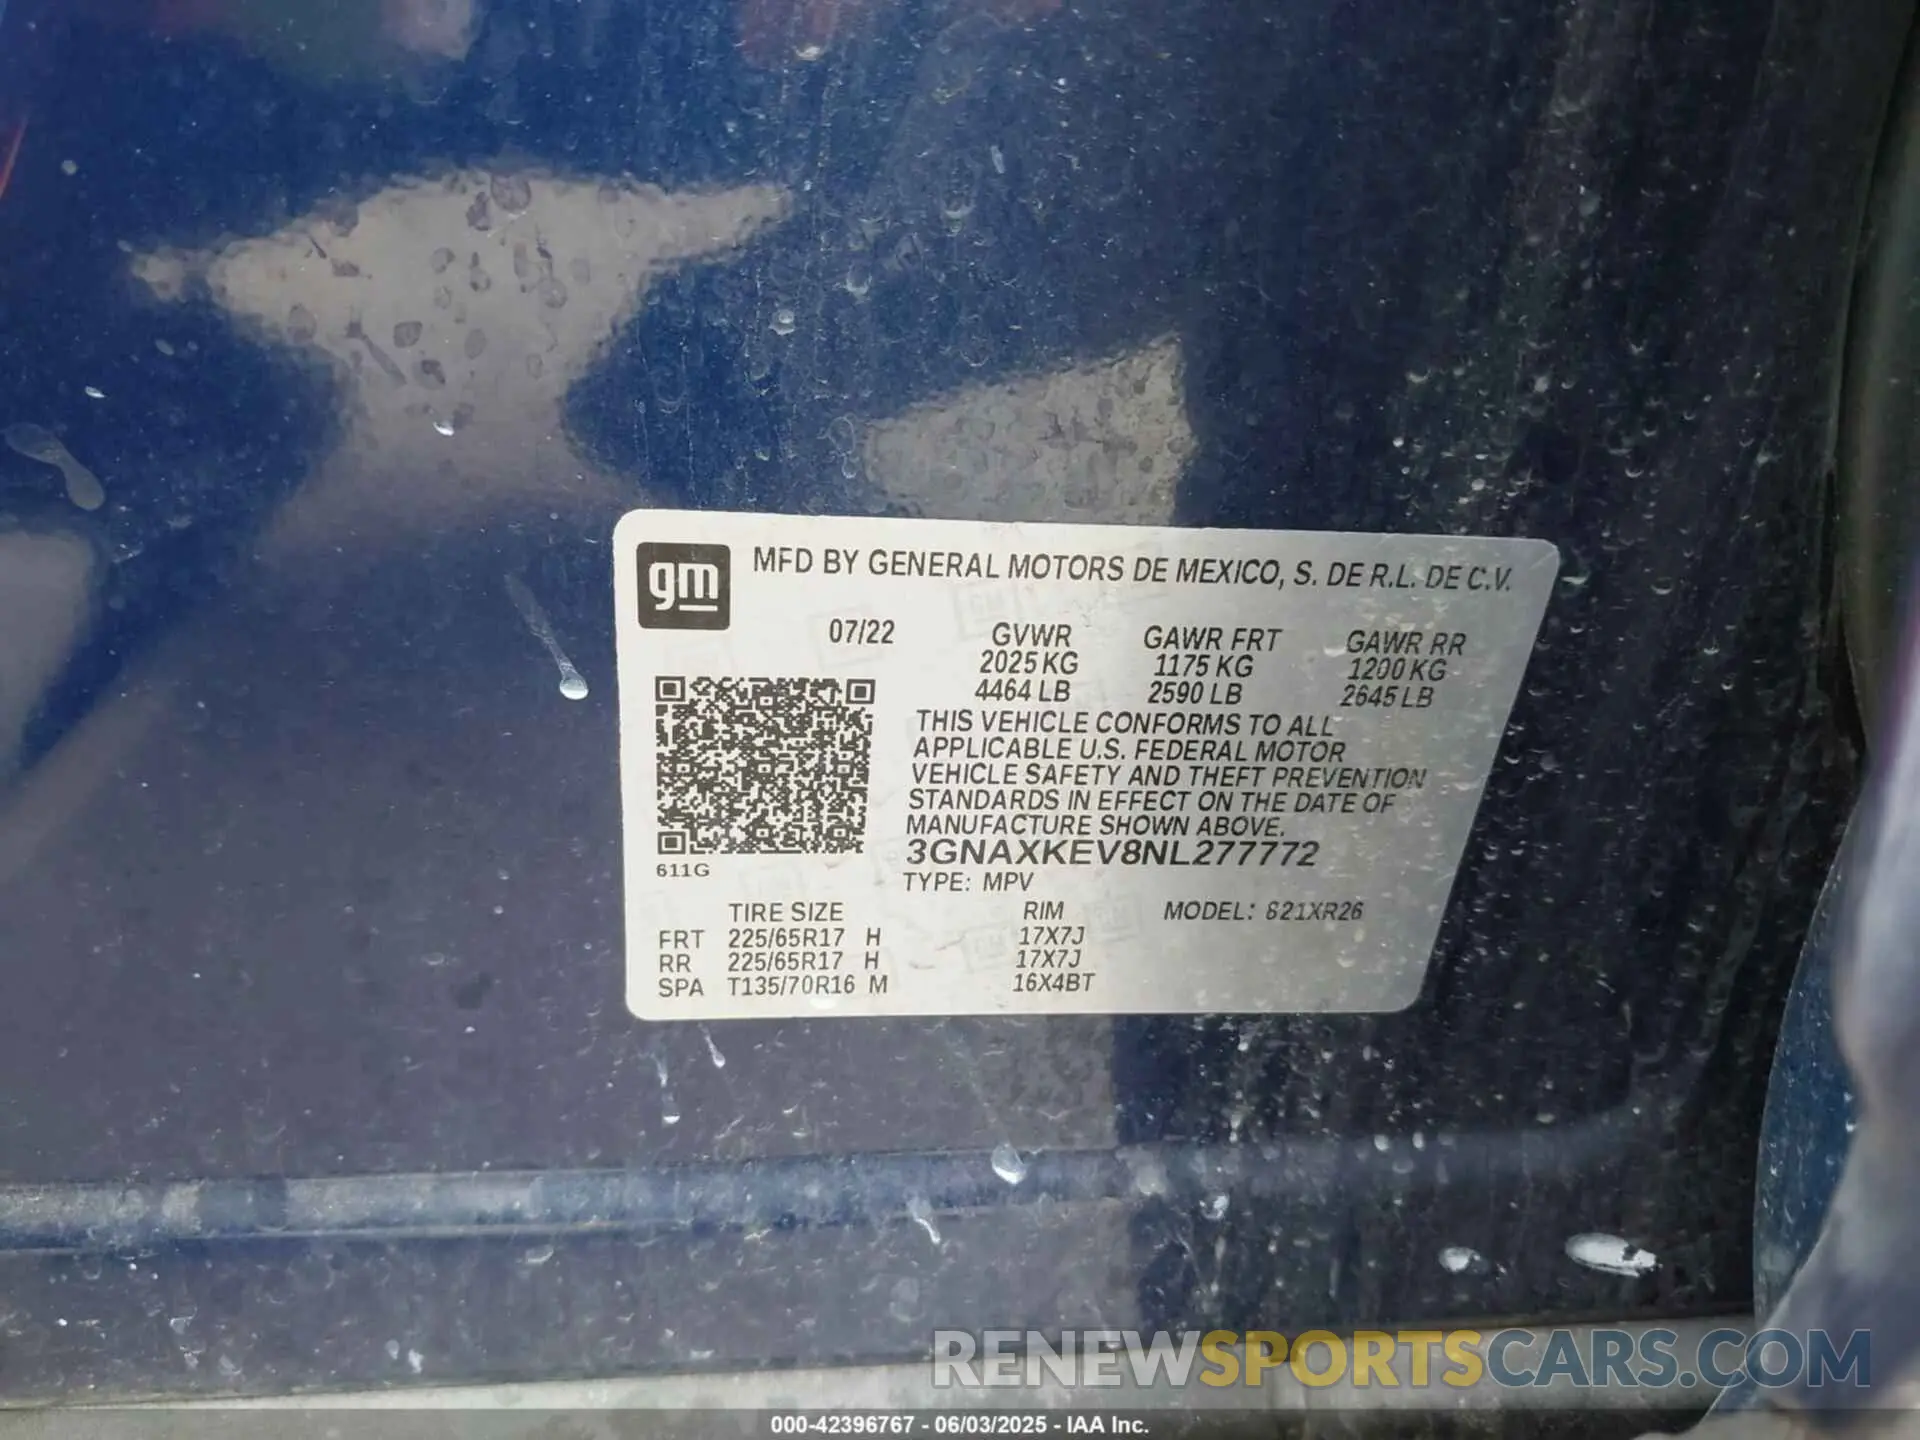 gm MFD BY GENERAL MOTORS DE MEXICO, S. DE R.L. DE C.V.
07/22 GVWR GAWR FRT GAWR RR
2025 KG 1175 KG 1200 KG
4464 LB 2590 LB 2645 LB
THIS VEHICLE CONFORMS TO ALL
APPLICABLE U.S. FEDERAL MOTOR
VEHICLE SAFETY AND THEFT PREVENTION
STANDARDS IN EFFECT ON THE DATE OF
MANUFACTURE SHOWN ABOVE.
3GNAXKEV8NL277772
611G
TYPE: MPV
TIRE SIZE RIM MODEL: 621XR26
FRT 225/65R17 H 17X7J
RR 225/65R17 H 17X7J
SPA T135/70R16 M 16X4BT
RENEWSPORTSCARS.COM
000-42396767 - 06/03/2025 - IAA Inc.